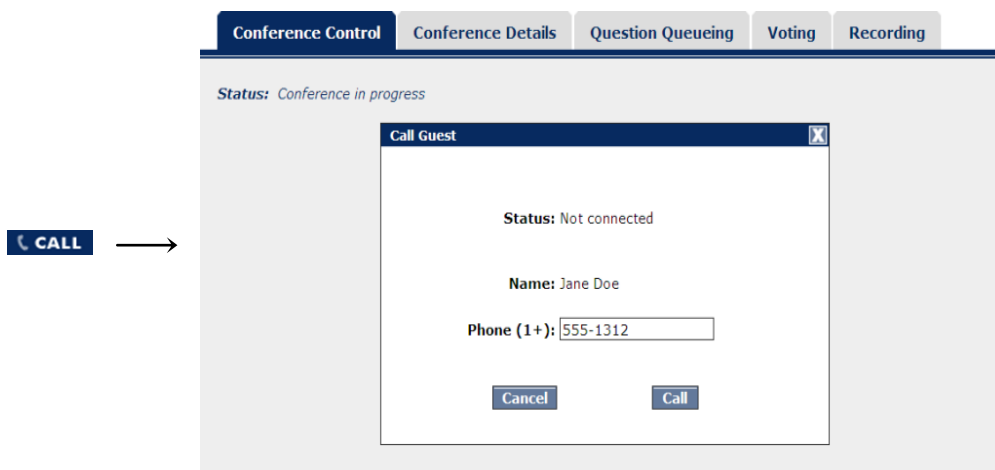 Conference Control Conference Details Question Queueing Voting Recording
Status: Conference in progress
Call Guest X
Status: Not connected
CALL
Name: Jane Doe
Phone (1+): 555-1312
Cancel Call